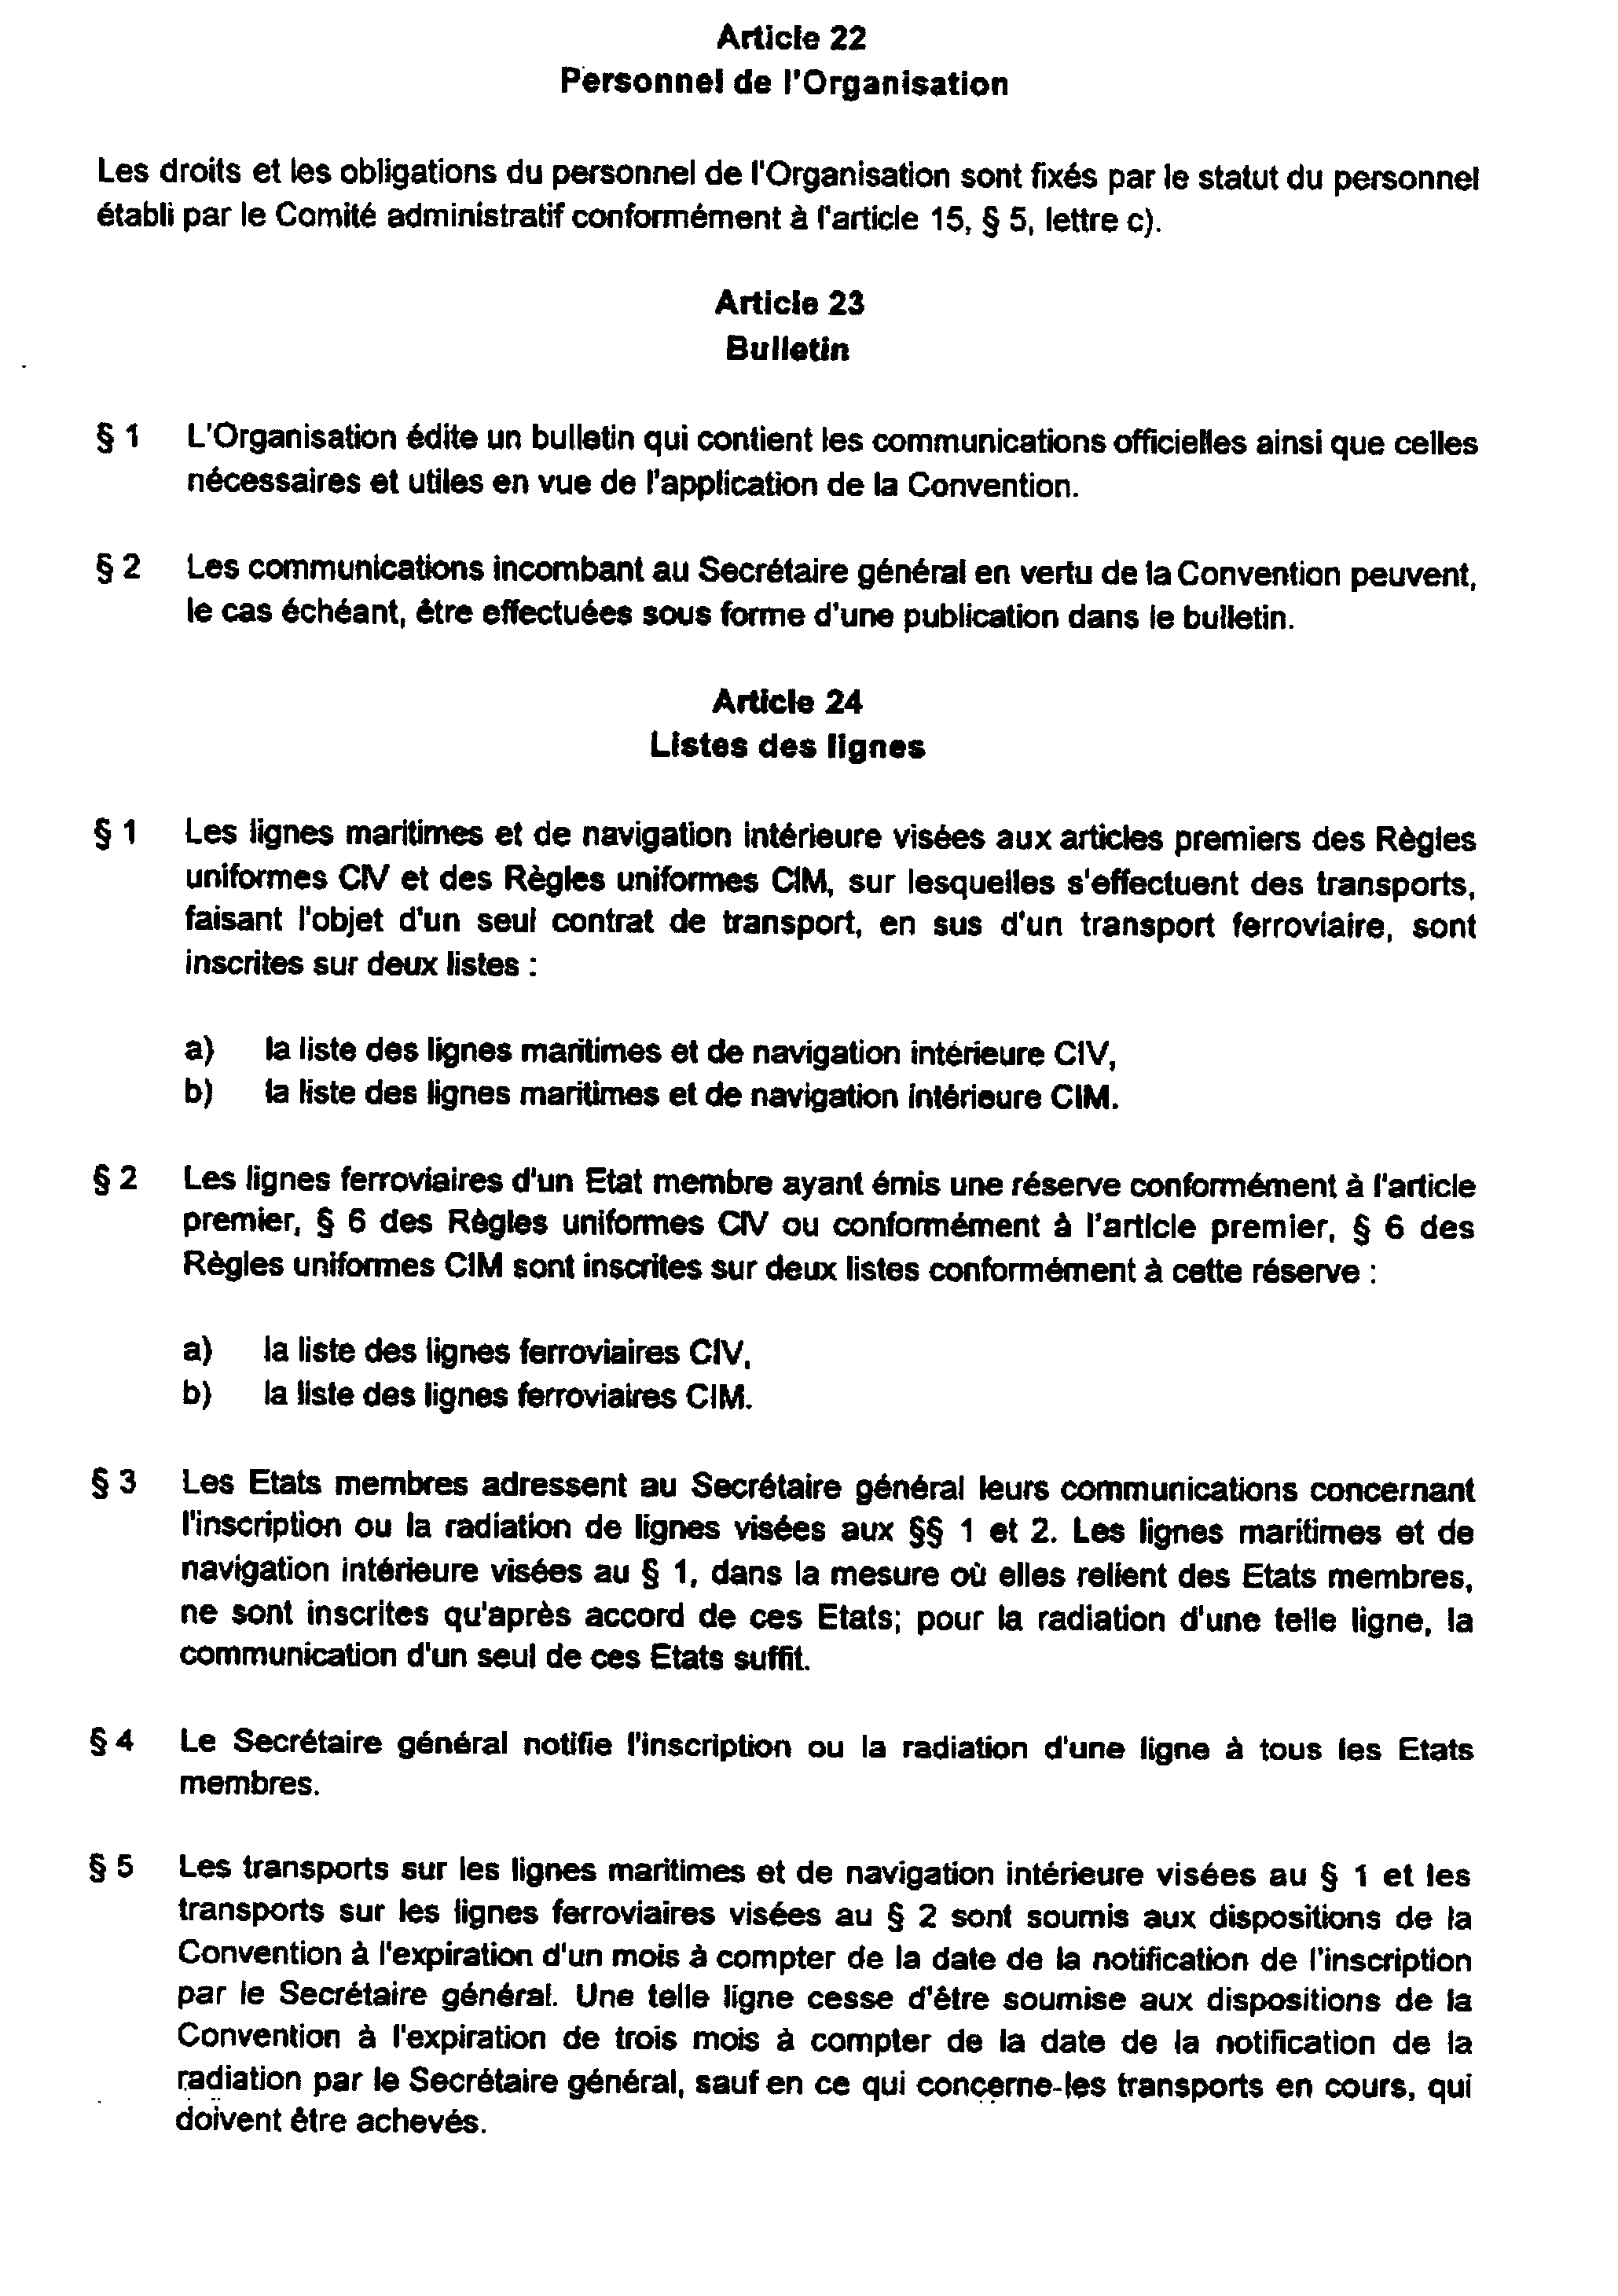 Article 22
Personnel de l'Organisation
Les droits et les obligations du personnel de l'Organisation sont fixés par le statut du personnel
établi par le Comité administratif conformément à l'article 15, § 5, lettre c).
Article 23
Bulletin
§ 1 L'Organisation édite un bulletin qui contient les communications officielles ainsi que celles
nécessaires et utiles en vue de l'application de la Convention.
§ 2 Les communications incombant au Secrétaire général en vertu de la Convention peuvent,
le cas échéant, être effectuées sous forme d'une publication dans le bulletin.
Article 24
Listes des lignes
§ 1 Les lignes maritimes et de navigation intérieure visées aux articles premiers des Règles
uniformes CIV et des Règles uniformes CIM, sur lesquelles s'effectuent des transports,
faisant l'objet d'un seul contrat de transport, en sus d'un transport ferroviaire, sont
inscrites sur deux listes :
a) la liste des lignes maritimes et de navigation intérieure CIV,
b) la liste des lignes maritimes et de navigation intérieure CIM.
§ 2 Les lignes ferroviaires d'un Etat membre ayant émis une réserve conformément à l'article
premier, § 6 des Règles uniformes CIV ou conformément à l'article premier, § 6 des
Règles uniformes CIM sont inscrites sur deux listes conformément à cette réserve :
a) la liste des lignes ferroviaires CIV,
b) la liste des lignes ferroviaires CIM.
§ 3 Les Etats membres adressent au Secrétaire général leurs communications concernant
l'inscription ou la radiation de lignes visées aux §§ 1 et 2. Les lignes maritimes et de
navigation intérieure visées au § 1, dans la mesure où elles relient des Etats membres,
ne sont inscrites qu'après accord de ces Etats; pour la radiation d'une telle ligne, la
communication d'un seul de ces Etats suffit.
§ 4 Le Secrétaire général notifie l'inscription ou la radiation d'une ligne à tous les Etats
membres.
§ 5 Les transports sur les lignes maritimes et de navigation intérieure visées au § 1 et les
transports sur les lignes ferroviaires visées au § 2 sont soumis aux dispositions de la
Convention à l'expiration d'un mois à compter de la date de la notification de l'inscription
par le Secrétaire général. Une telle ligne cesse d'être soumise aux dispositions de la
Convention à l'expiration de trois mois à compter de la date de la notification de la
radiation par le Secrétaire général, sauf en ce qui concerne les transports en cours, qui
doivent être achevés.